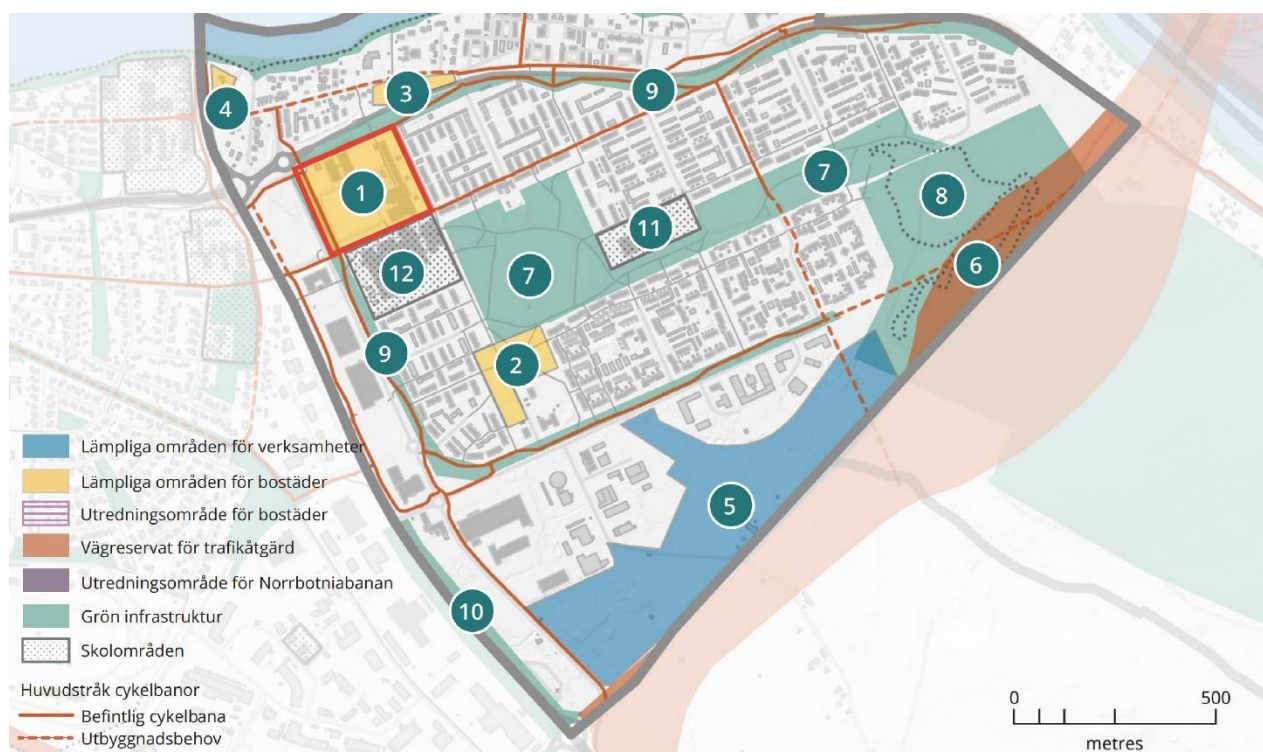 4
3
9
1
7
8
11
12
7
6
9
2
5
10
Lämpliga områden för verksamheter
Lämpliga områden för bostäder
Utredningsområde för bostäder
Vägreservat för trafikåtgärd
Utredningsområde för Norrbotniabanan
Grön infrastruktur
Skolområden
Huvudstråk cykelbanor
Befintlig cykelbana
Utbyggnadsbehov
0 500
metres